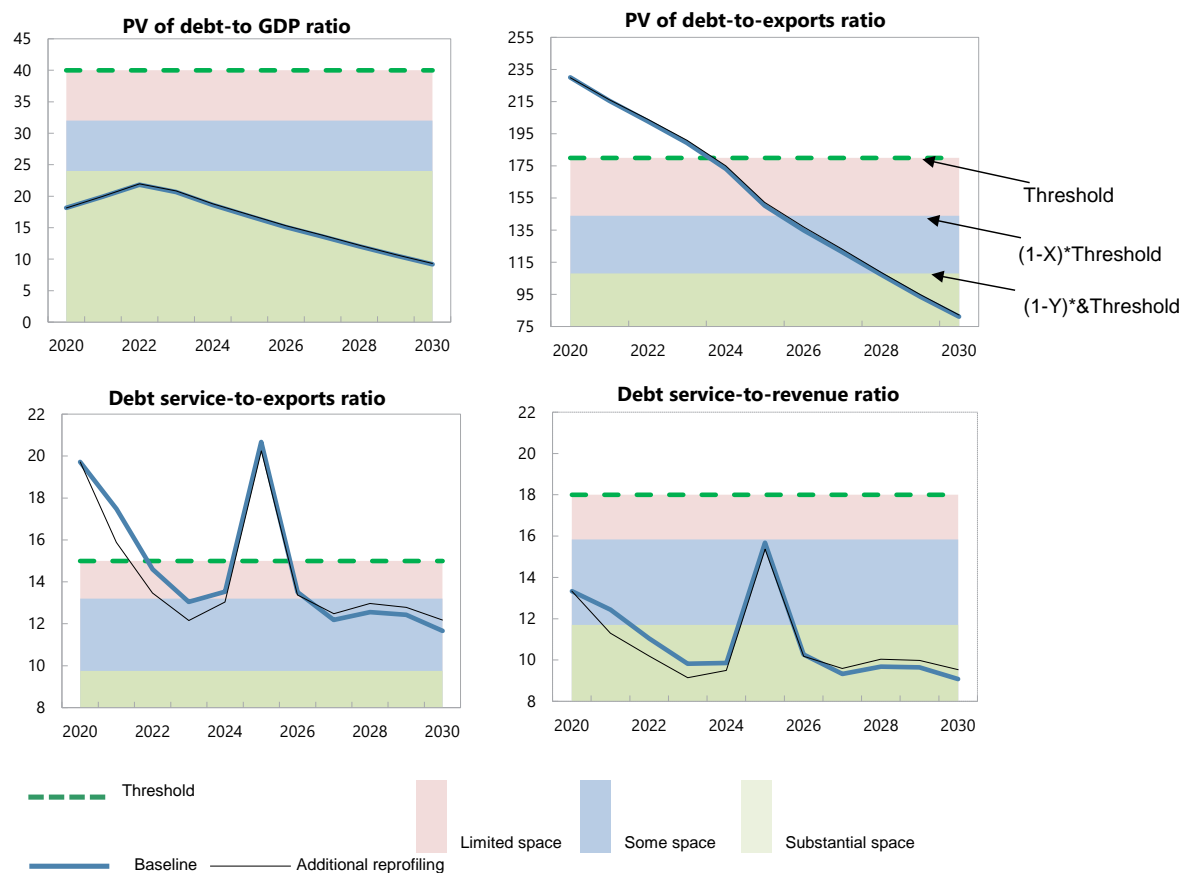 PV of debt-to GDP ratio
45
40
35
30
25
20
15
10
5
0
2020 2022 2024 2026 2028 2030
PV of debt-to-exports ratio
255
235
215
195
175
155
135
115
95
75
2020 2022 2024 2026 2028 2030
Threshold
(1-X)*Threshold
(1-Y)*&Threshold
Debt service-to-exports ratio
22
20
18
16
14
12
10
8
2020 2022 2024 2026 2028 2030
Debt service-to-revenue ratio
22
20
18
16
14
12
10
8
2020 2022 2024 2026 2028 2030
Threshold
Limited space Some space Substantial space
Baseline Additional reprofiling